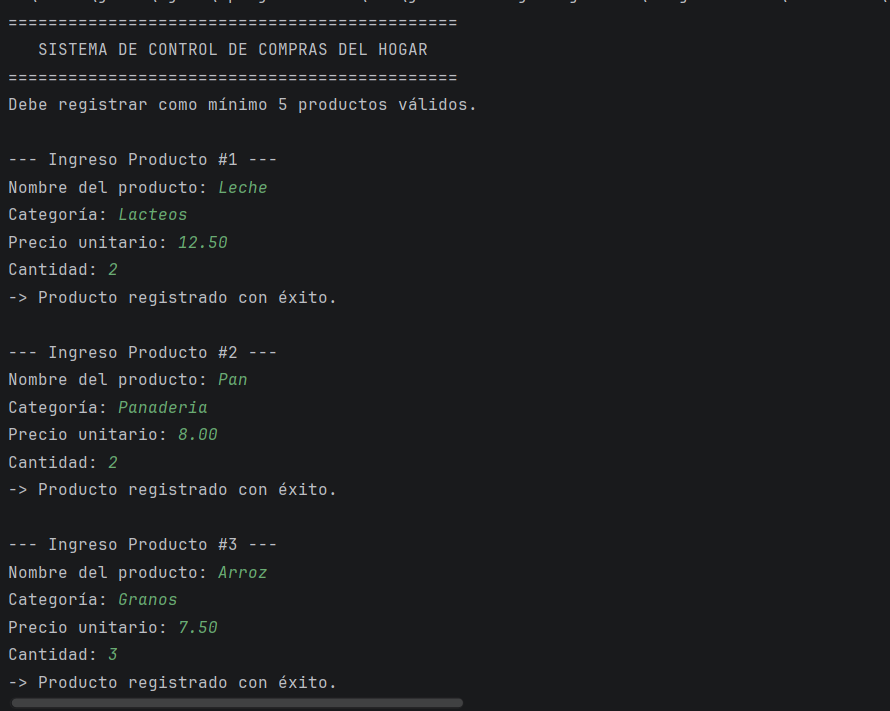 =============================================
SISTEMA DE CONTROL DE COMPRAS DEL HOGAR
=============================================
Debe registrar como mínimo 5 productos válidos.
--- Ingreso Producto #1 ---
Nombre del producto: Leche
Categoría: Lacteos
Precio unitario: 12.50
Cantidad: 2
-> Producto registrado con éxito.
--- Ingreso Producto #2 ---
Nombre del producto: Pan
Categoría: Panaderia
Precio unitario: 8.00
Cantidad: 2
-> Producto registrado con éxito.
--- Ingreso Producto #3 ---
Nombre del producto: Arroz
Categoría: Granos
Precio unitario: 7.50
Cantidad: 3
-> Producto registrado con éxito.